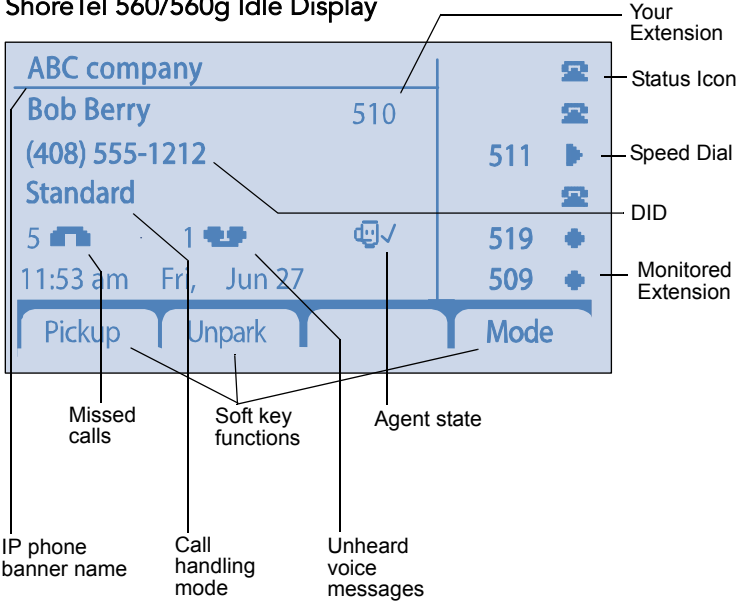 ShoreTel 560/560g Idle Display
Your
Extension
ABC company
Status Icon
Bob Berry 510
(408) 555-1212 511
Speed Dial
Standard
DID
5 1 519
Monitored
Extension
11:53 am Fri, Jun 27 509
Pickup Unpark Mode
Missed
calls
Soft key
functions
Agent state
IP phone
banner name
Call
handling
mode
Unheard
voice
messages